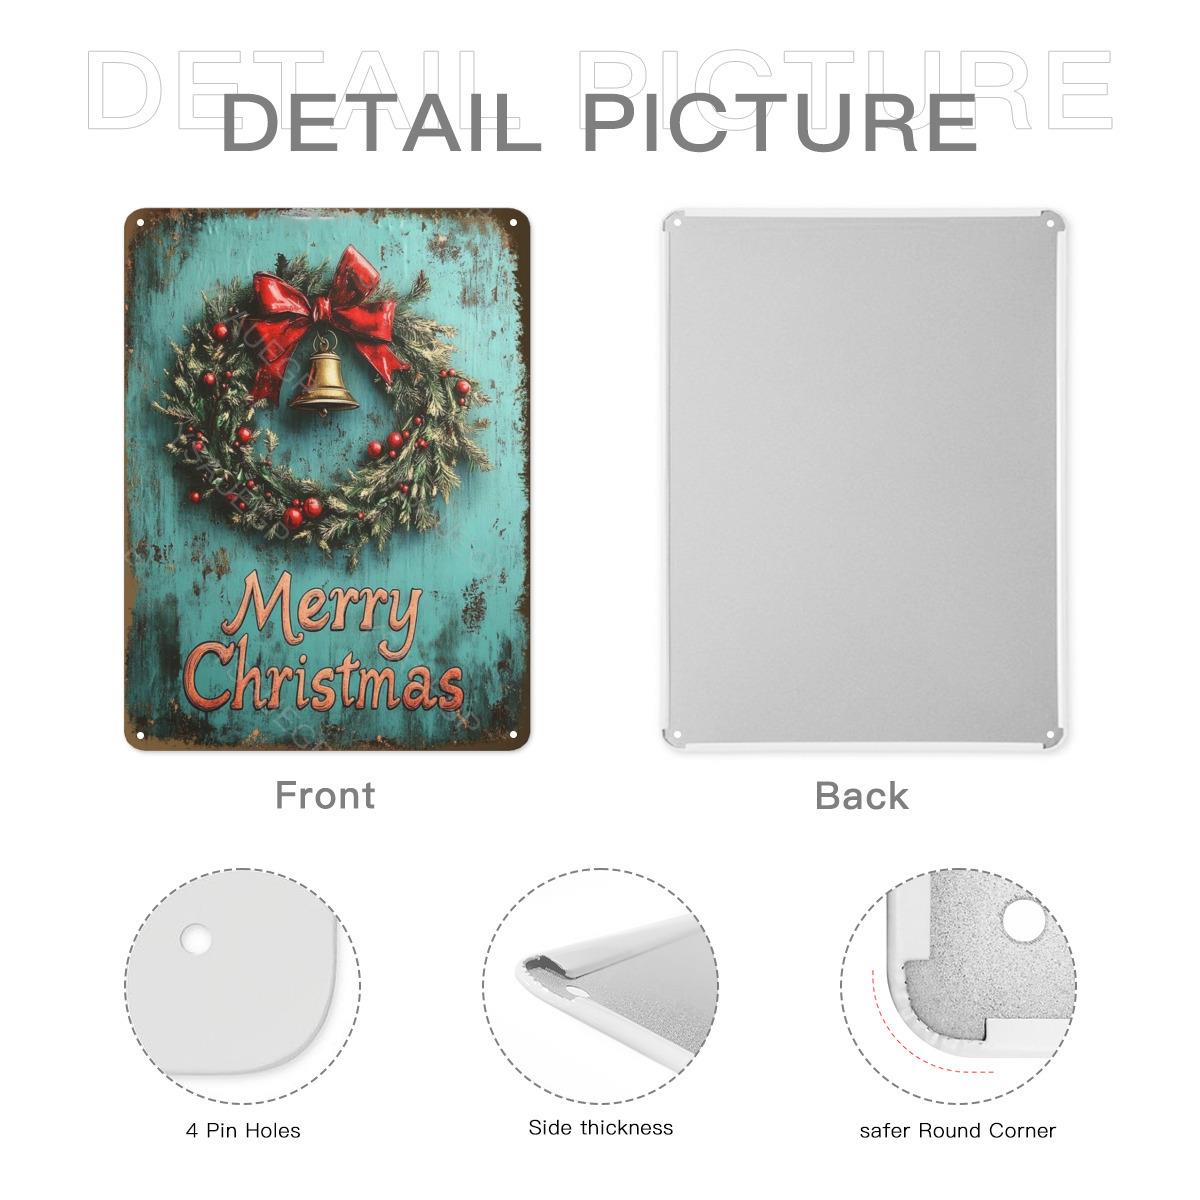 DETAIL PICTURE
DETAIL PICTURE
Merry
Christmas
Front
Back
4 Pin Holes
Side thickness
safer Round Corner